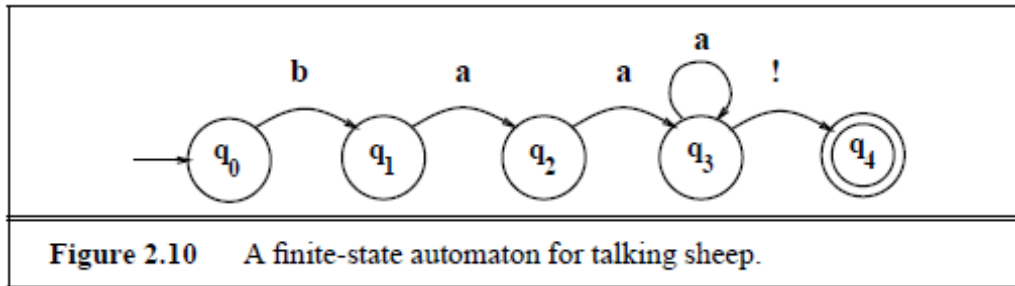 a
b a a !
q0 q1 q2 q3 q4
Figure 2.10 A finite-state automaton for talking sheep.